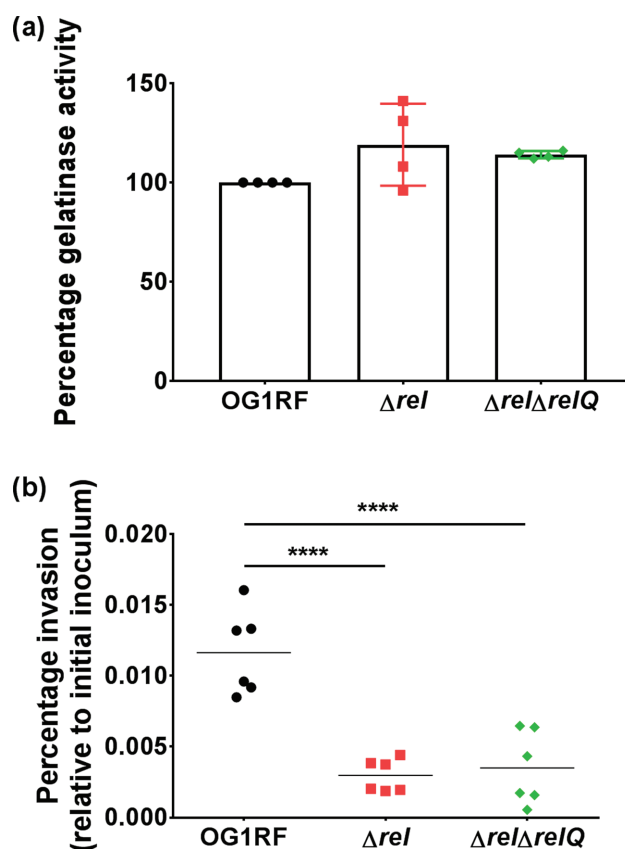 (a)
Percentage gelatinase activity
150
100
50
0
OG1RF
Δrel
ΔrelΔrelQ
(b)
Percentage invasion
(relative to initial inoculum)
0.020
0.015
0.010
0.005
0.000
****
****
OG1RF
Δrel
ΔrelΔrelQ